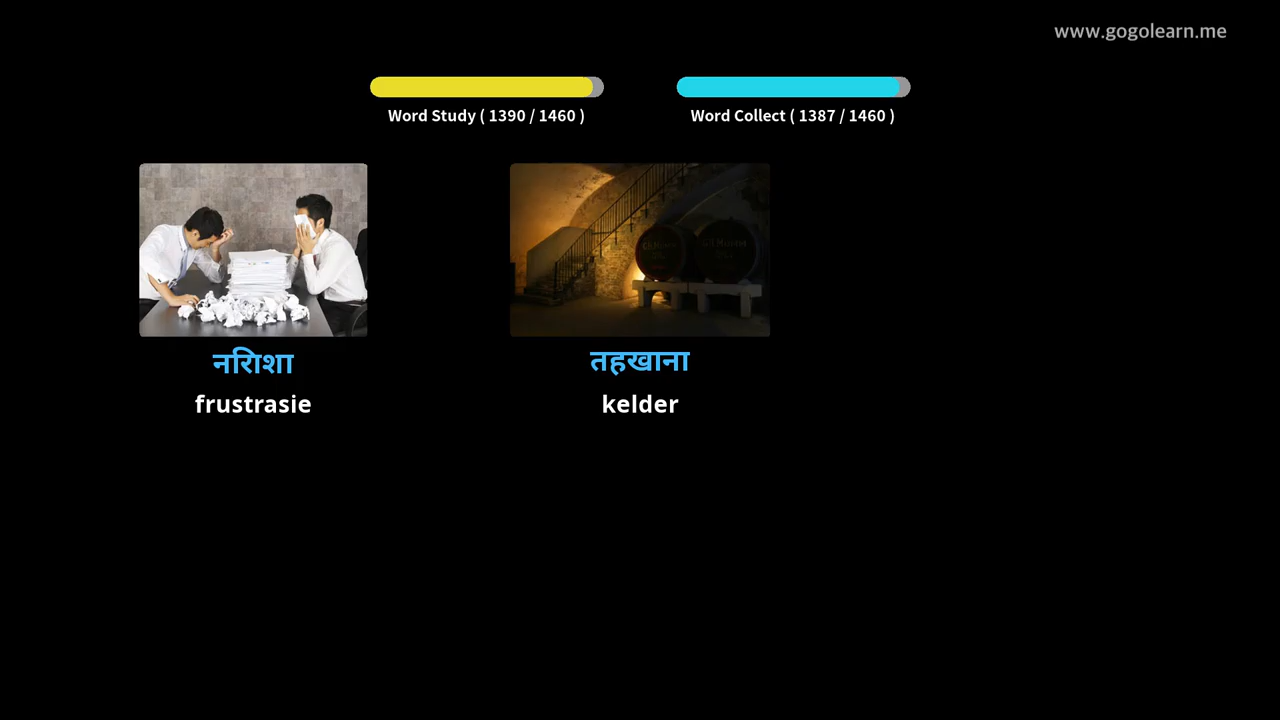 www.gogolearn.me
Word Study ( 1390 / 1460 )
Word Collect ( 1387 / 1460 )
नरिाशा
तहखाना
frustrasie
kelder